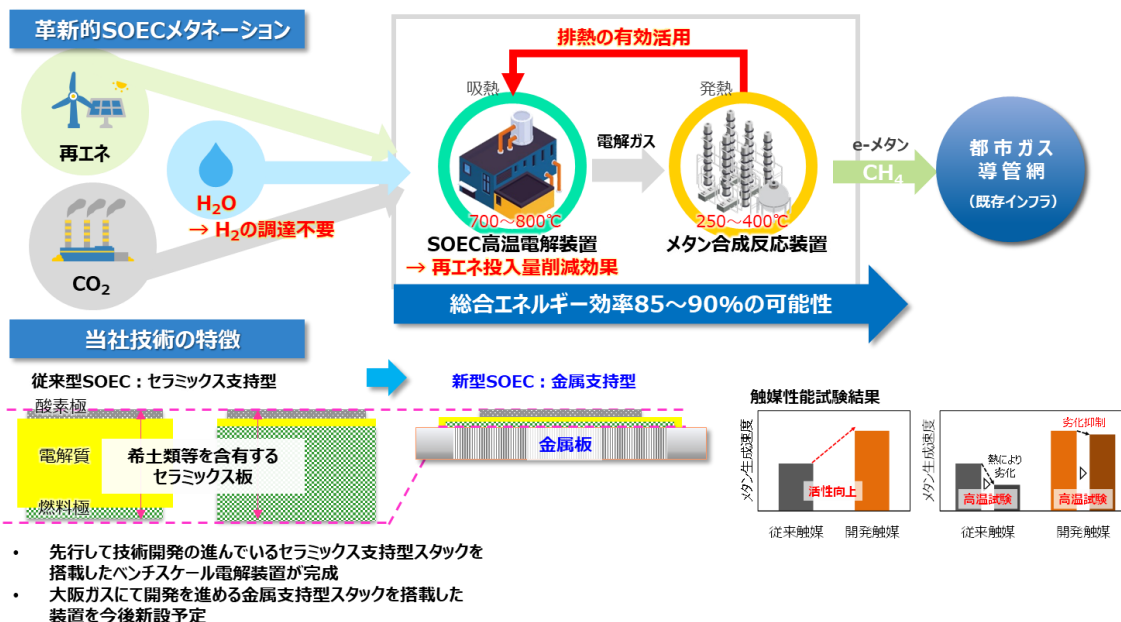 革新的SOECメタネーション
再エネ
CO₂
H₂O
→ H₂の調達不要
排熱の有効活用
吸熱
発熱
電解ガス
700～800℃
250～400℃
SOEC高温電解装置
メタン合成反応装置
→ 再エネ投入量削減効果
e-メタン
CH₄
都市ガス
導管網
（既存インフラ）
総合エネルギー効率85～90%の可能性
当社技術の特徴
従来型SOEC：セラミックス支持型
酸素極
電解質
燃料極
希土類等を含有する
セラミックス板
新型SOEC：金属支持型
金属板
触媒性能試験結果
メタン生成速度
活性向上
従来触媒
開発触媒
メタン生成速度
熱により
劣化
高温試験
劣化抑制
高温試験
従来触媒
開発触媒
• 先行して技術開発の進んでいるセラミックス支持型スタックを
搭載したベンチスケール電解装置が完成
• 大阪ガスにて開発を進める金属支持型スタックを搭載した
装置を今後新設予定